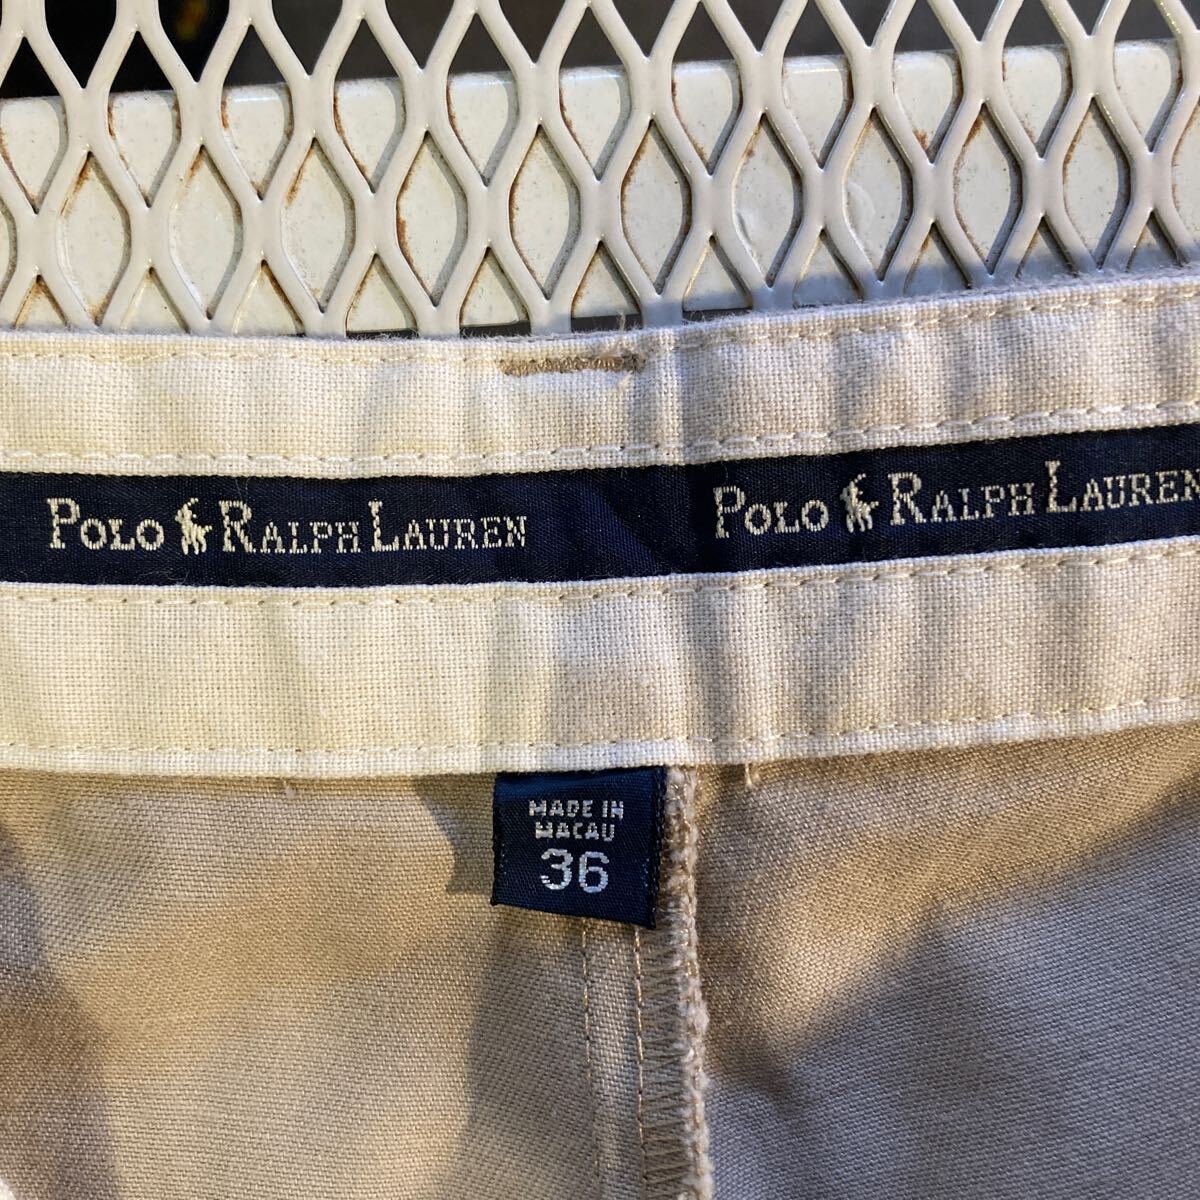 POLO RALPH LAUREN
POLO RALPH LAUREN
MADE IN
MACAU
36